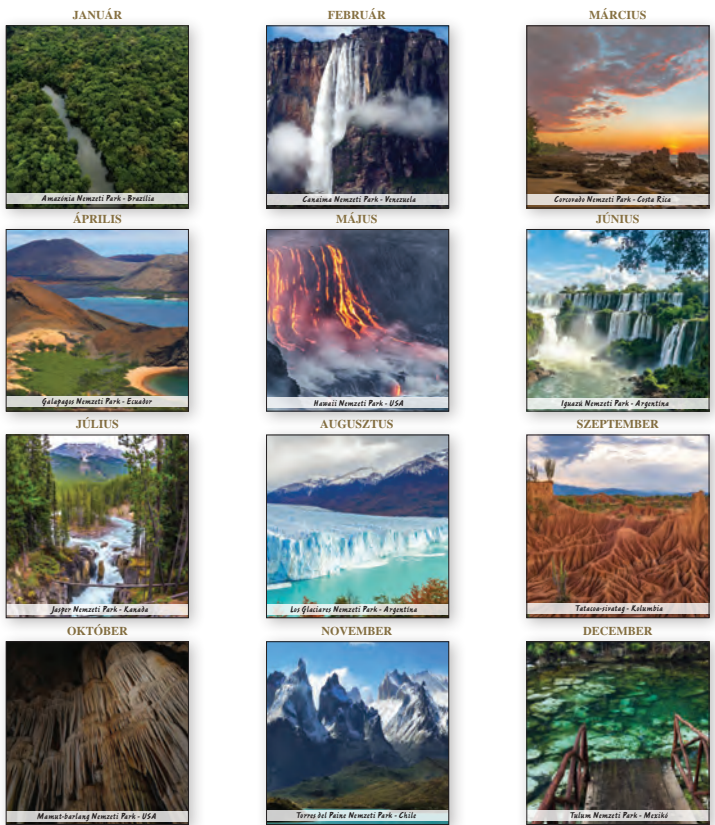 JANUÁR
FEBRUÁR
MÁRCIUS
Amazónia Nemzeti Park - Brazília
Canaima Nemzeti Park - Venezuela
Corcovado Nemzeti Park - Costa Rica
ÁPRILIS
MÁJUS
JÚNIUS
Galapagos Nemzeti Park - Ecuador
Hawaii Nemzeti Park - USA
Iguazú Nemzeti Park - Argentína
JÚLIUS
AUGUSZTUS
SZEPTEMBER
Jasper Nemzeti Park - Kanada
Los Glaciares Nemzeti Park - Argentína
Tatacoa-sivatag - Kolumbia
OKTÓBER
NOVEMBER
DECEMBER
Mamut-barlang Nemzeti Park - USA
Torres del Paine Nemzeti Park - Chile
Tulum Nemzeti Park - Mexikó